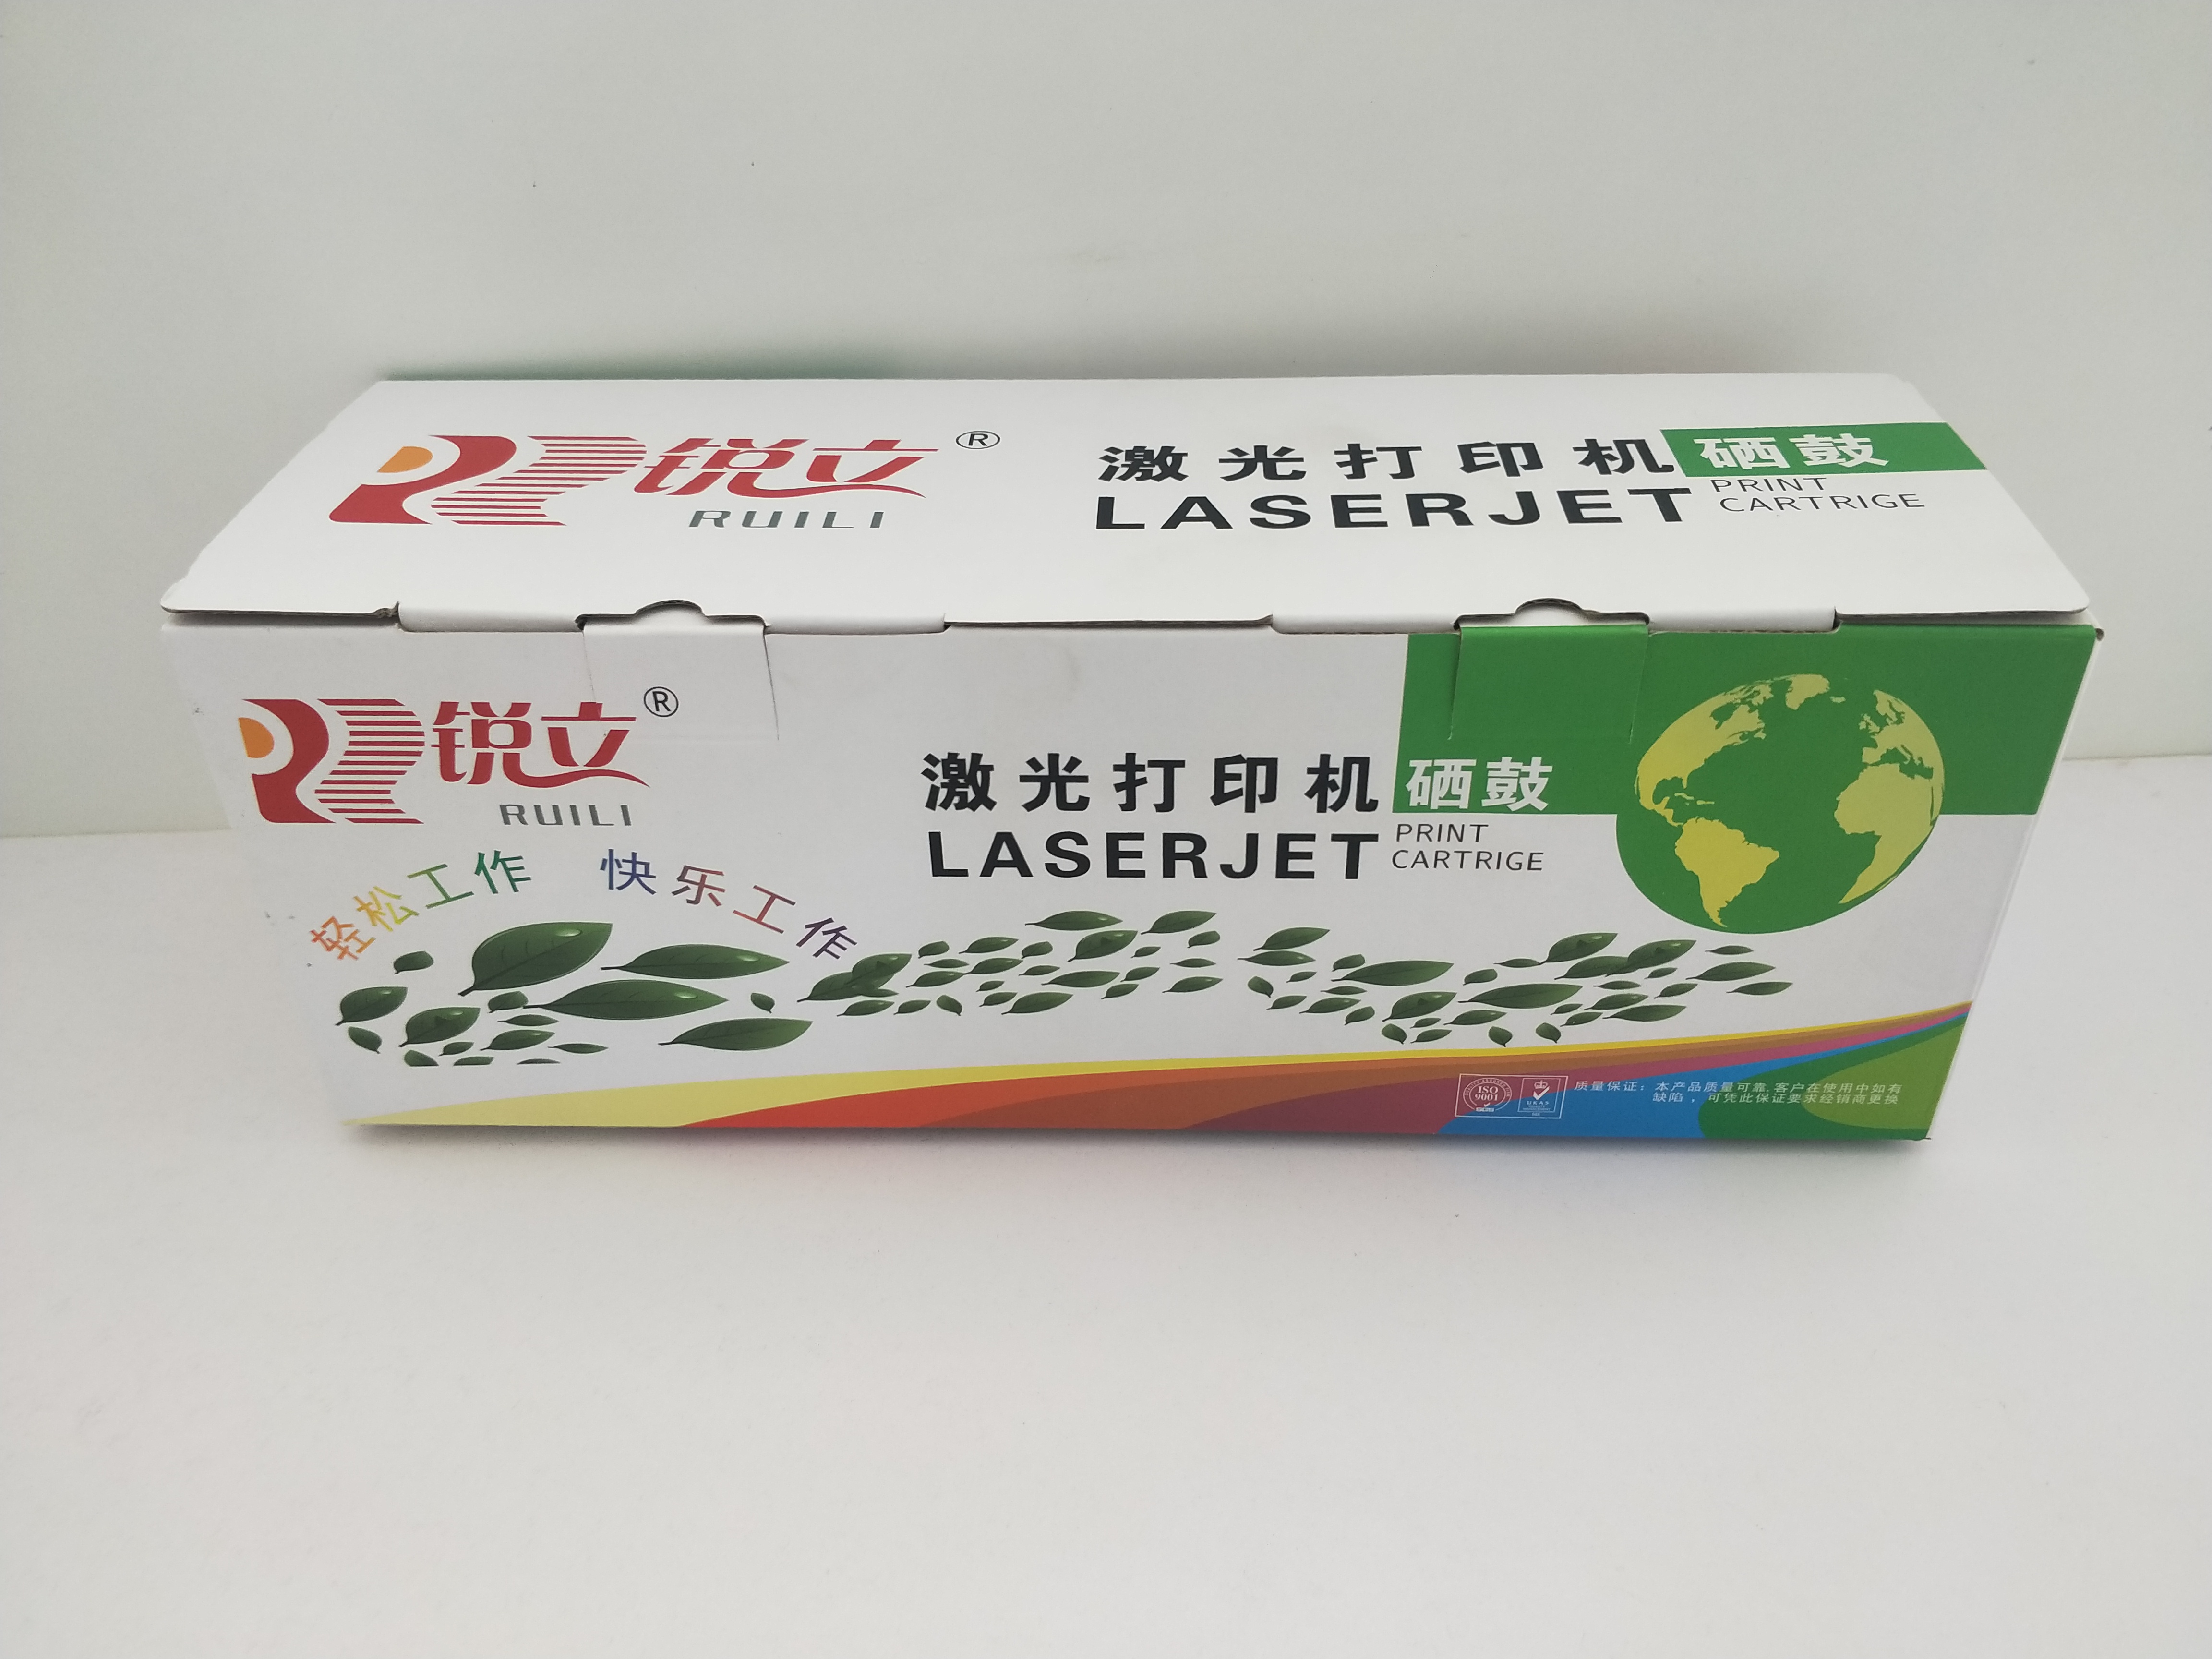 锐立®
RUILI
激光打印机硒鼓
LASERJET
PRINT
CARTRIGE
锐立®
RUILI
轻松工作 快乐工作
激光打印机硒鼓
LASERJET
PRINT
CARTRIGE
ISO
9001
UKAS
质量保证：本产品质量可靠,客户在使用中如有
缺陷，可凭此保证要求经销商更换